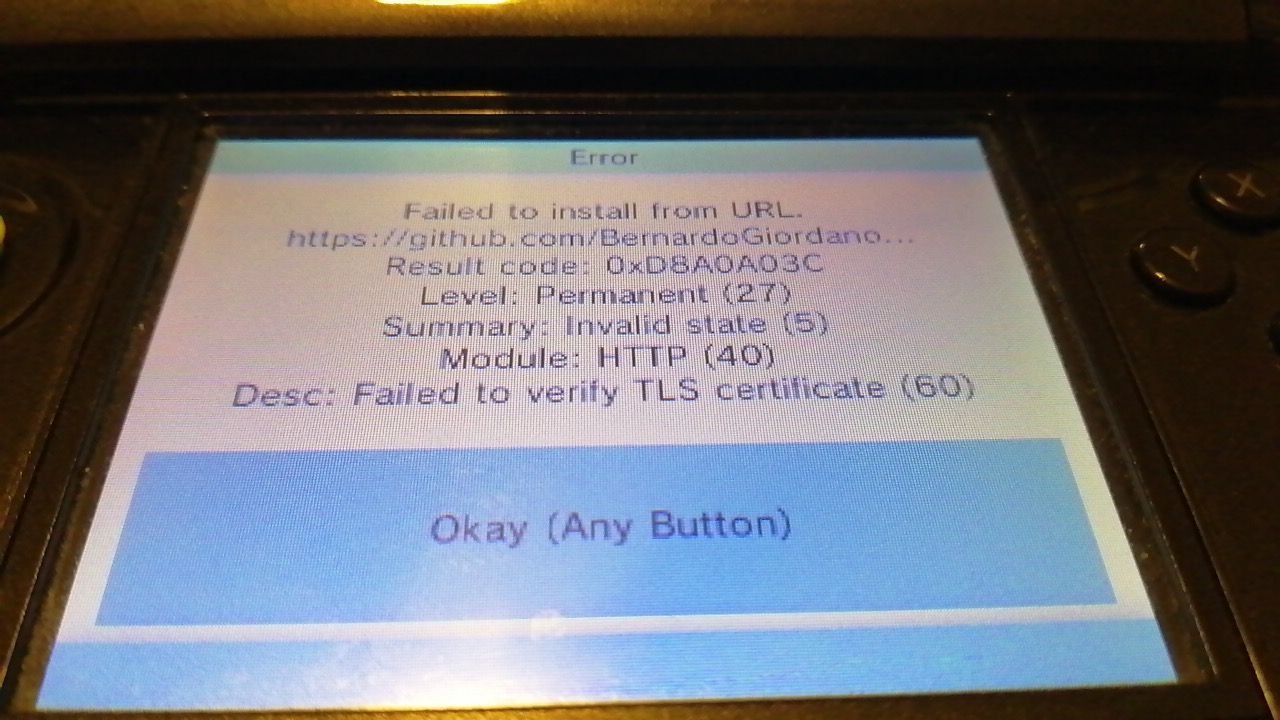 Error
Failed to install from URL.
https://github.com/BernardoGiordano...
Result code: 0xD8A0A03C
Level: Permanent (27)
Summary: Invalid state (5)
Module: HTTP (40)
Desc: Failed to verify TLS certificate (60)
Okay (Any Button)
X
Y